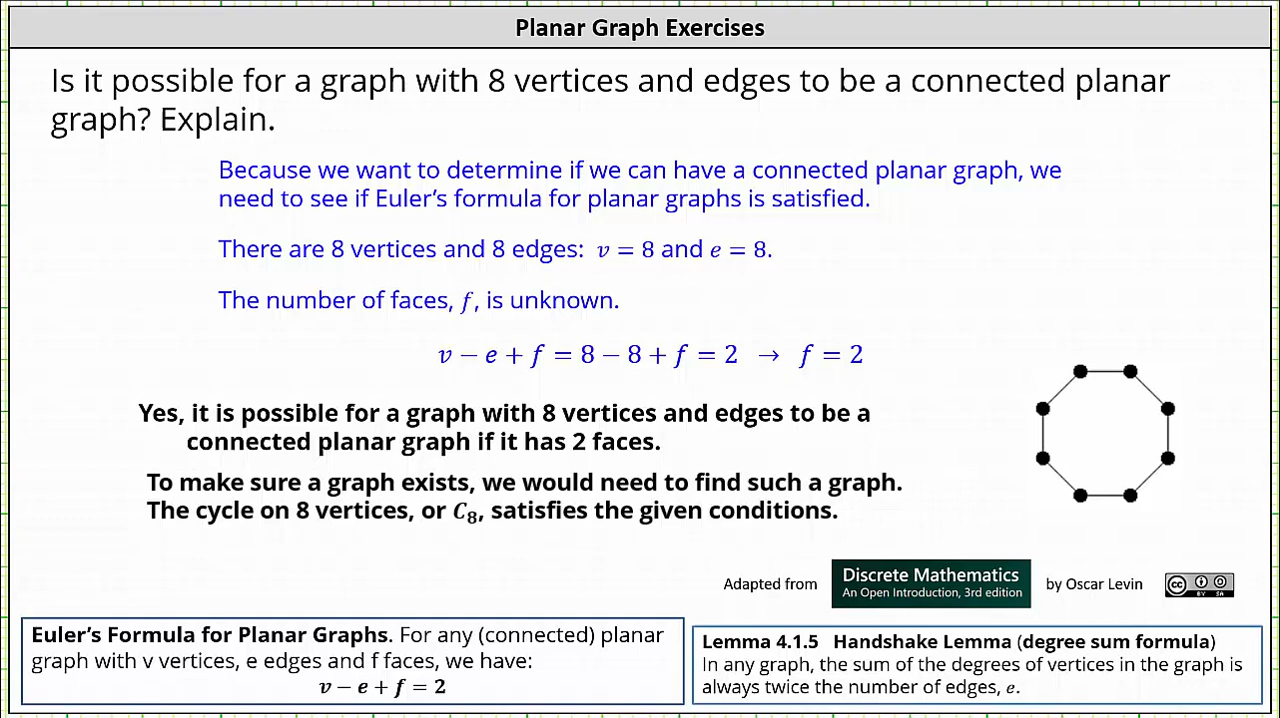 Planar Graph Exercises
Is it possible for a graph with 8 vertices and edges to be a connected planar
graph? Explain.
Because we want to determine if we can have a connected planar graph, we
need to see if Euler's formula for planar graphs is satisfied.
There are 8 vertices and 8 edges: v = 8 and e = 8.
The number of faces, f, is unknown.
v − e + f = 8 − 8 + f = 2 → f = 2
Yes, it is possible for a graph with 8 vertices and edges to be a
connected planar graph if it has 2 faces.
To make sure a graph exists, we would need to find such a graph.
The cycle on 8 vertices, or C₈, satisfies the given conditions.
Adapted from
Discrete Mathematics
An Open Introduction, 3rd edition
by Oscar Levin
cc BY SA
Euler's Formula for Planar Graphs. For any (connected) planar
graph with v vertices, e edges and f faces, we have:
v − e + f = 2
Lemma 4.1.5 Handshake Lemma (degree sum formula)
In any graph, the sum of the degrees of vertices in the graph is
always twice the number of edges, e.